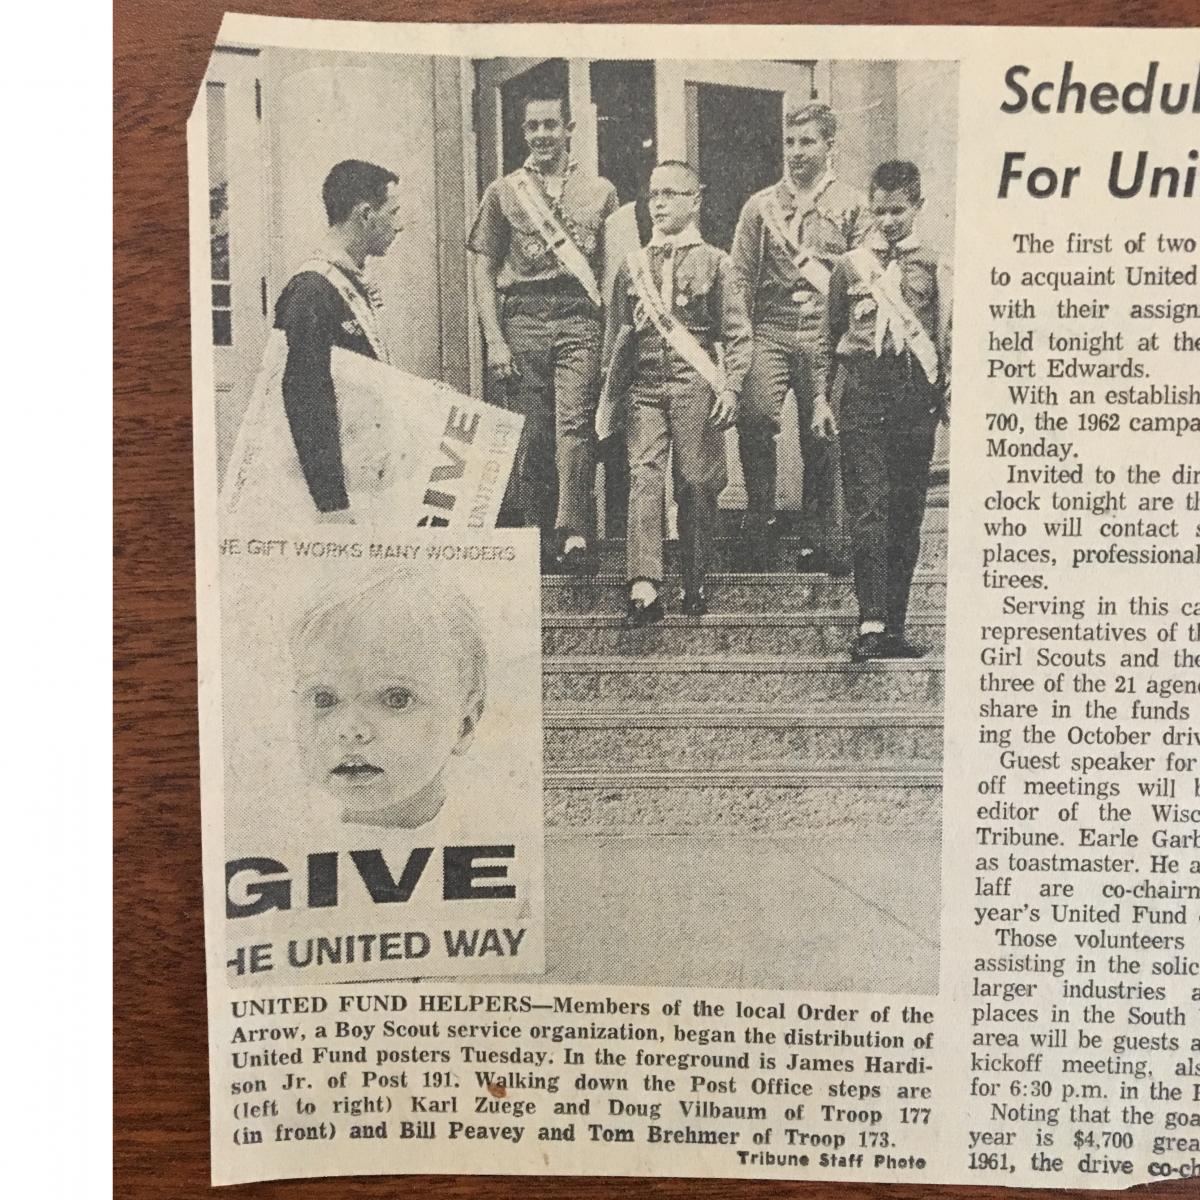 GIVE
UNITED
GIFT WORKS MANY WONDERS
GIVE
UNITED WAY
UNITED FUND HELPERS—Members of the local Order of the
Arrow, a Boy Scout service organization, began the distribution of
United Fund posters Tuesday. In the foreground is James Hardi-
son Jr. of Post 191. Walking down the Post Office steps are
(left to right) Karl Zuege and Doug Vilbaum of Troop 177
(in front) and Bill Peavey and Tom Brehmer of Troop 173.
Tribune Staff Photo
Schedul
For Uni
The first of two
to acquaint United
with their assign
held tonight at the
Port Edwards.
With an establish
700, the 1962 campa
Monday.
Invited to the din
clock tonight are th
who will contact s
places, professional
tirees.
Serving in this ca
representatives of th
Girl Scouts and the
three of the 21 agen
share in the funds
ing the October driv
Guest speaker for
off meetings will b
editor of the Wisc
Tribune. Earle Garb
as toastmaster. He a
laff are co-chairn
year's United Fund
Those volunteers
assisting in the solic
larger industries a
places in the South
area will be guests a
kickoff meeting, als
for 6:30 p.m. in the
Noting that the goa
year is $4,700 grea
1961, the drive co-ch